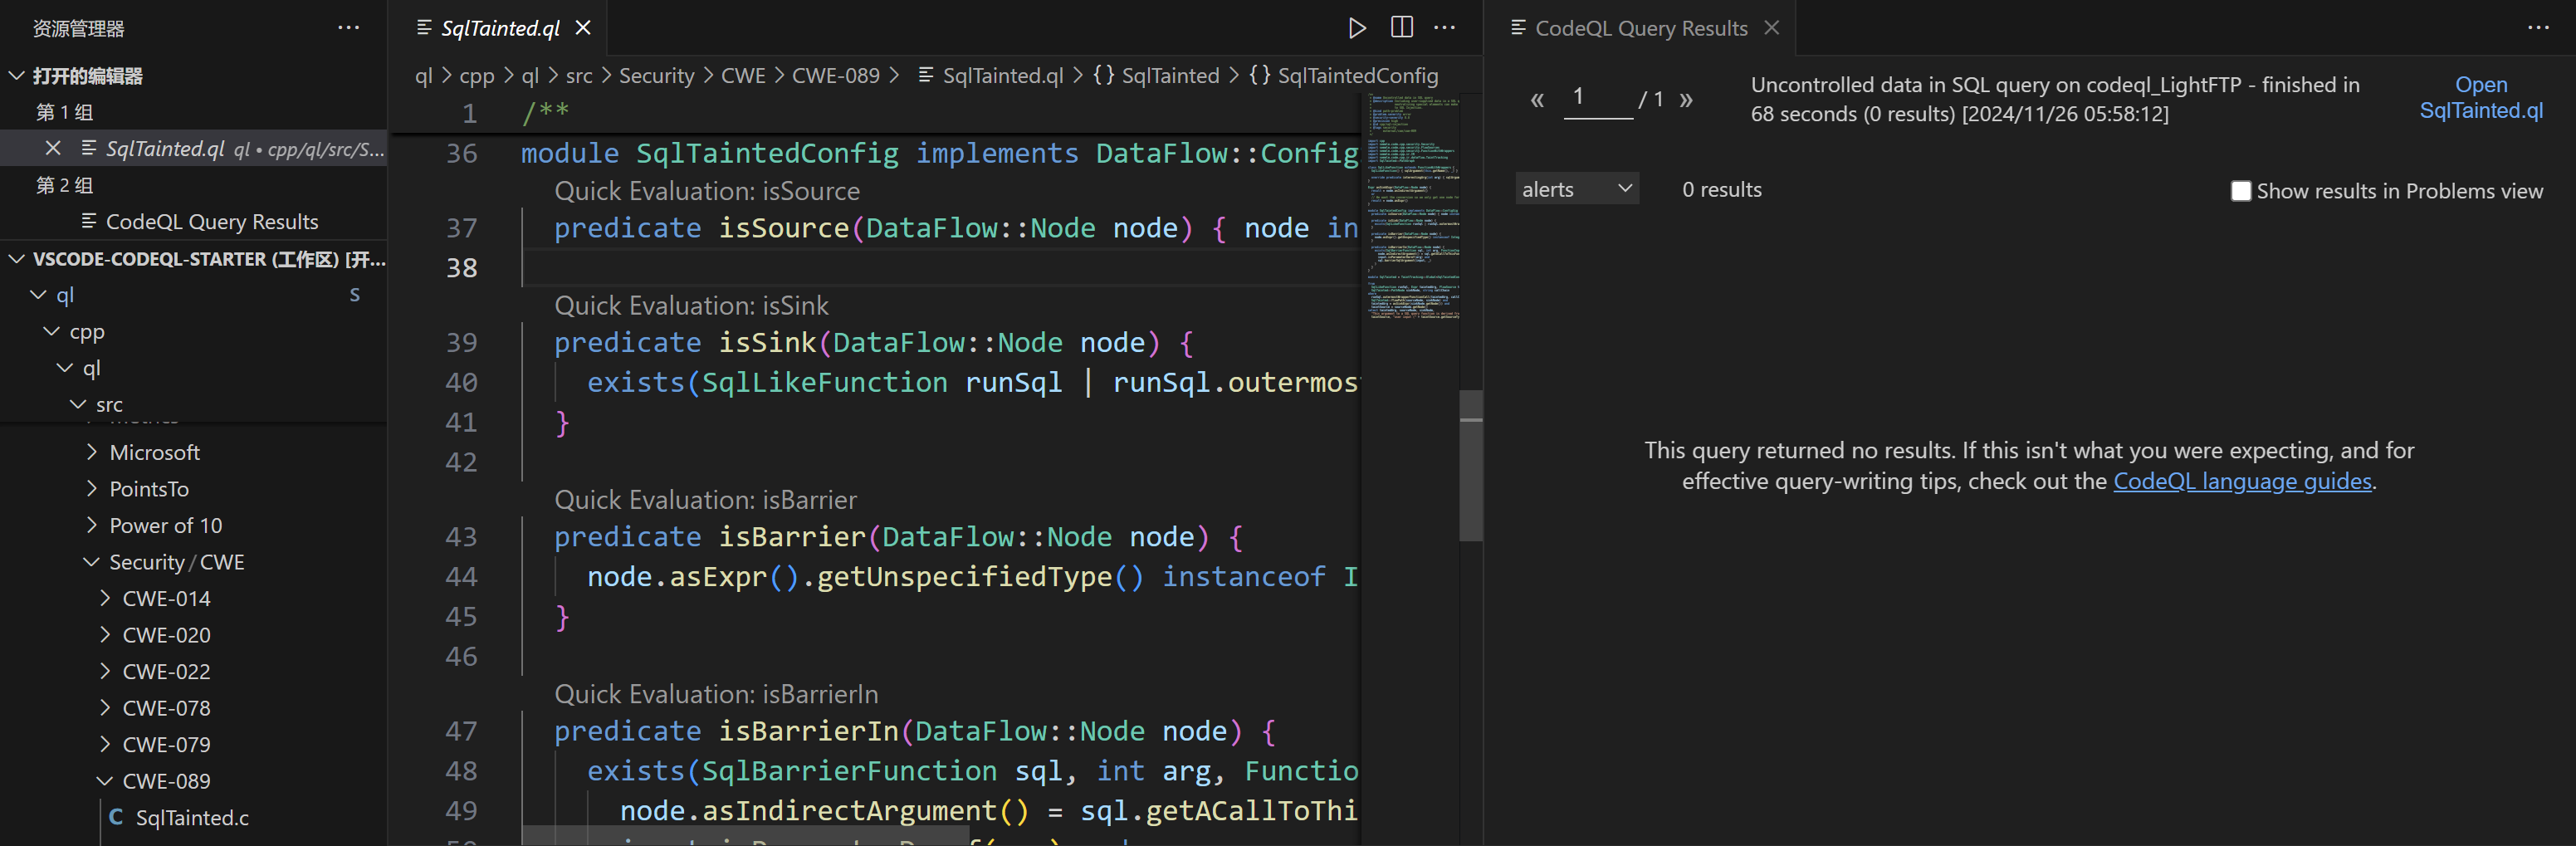 资源管理器
打开的编辑器
第 1 组
SqlTainted.ql ql • cpp/ql/src/S...
第 2 组
CodeQL Query Results
VSCODE-CODEQL-STARTER (工作区) [开...
ql S
cpp
ql
src
Microsoft
PointsTo
Power of 10
Security/CWE
CWE-014
CWE-020
CWE-022
CWE-078
CWE-079
CWE-089
C SqlTainted.c
SqlTainted.ql
ql > cpp > ql > src > Security > CWE > CWE-089 > SqlTainted.ql > {} SqlTainted > {} SqlTaintedConfig
1 /**
36 module SqlTaintedConfig implements DataFlow::Config
Quick Evaluation: isSource
37 predicate isSource(DataFlow::Node node) { node in
38
Quick Evaluation: isSink
39 predicate isSink(DataFlow::Node node) {
40 exists(SqlLikeFunction runSql | runSql.outermos
41 }
42
Quick Evaluation: isBarrier
43 predicate isBarrier(DataFlow::Node node) {
44 node.asExpr().getUnspecifiedType() instanceof I
45 }
46
Quick Evaluation: isBarrierIn
47 predicate isBarrierIn(DataFlow::Node node) {
48 exists(SqlBarrierFunction sql, int arg, Functio
49 node.asIndirectArgument() = sql.getACallToThi
CodeQL Query Results
« 1 / 1 »
Uncontrolled data in SQL query on codeql_LightFTP - finished in
68 seconds (0 results) [2024/11/26 05:58:12]
Open
SqlTainted.ql
alerts
0 results
Show results in Problems view
This query returned no results. If this isn't what you were expecting, and for
effective query-writing tips, check out the CodeQL language guides.